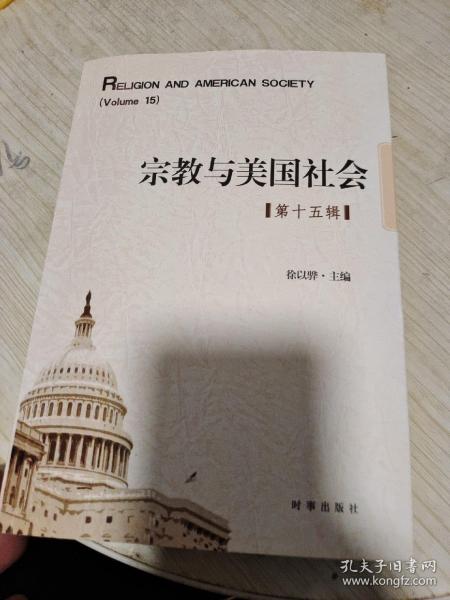 RELIGION AND AMERICAN SOCIETY
(Volume 15)
宗教与美国社会
第十五辑
徐以骅·主编
时事出版社
孔夫子旧书网
www.kongfz.com